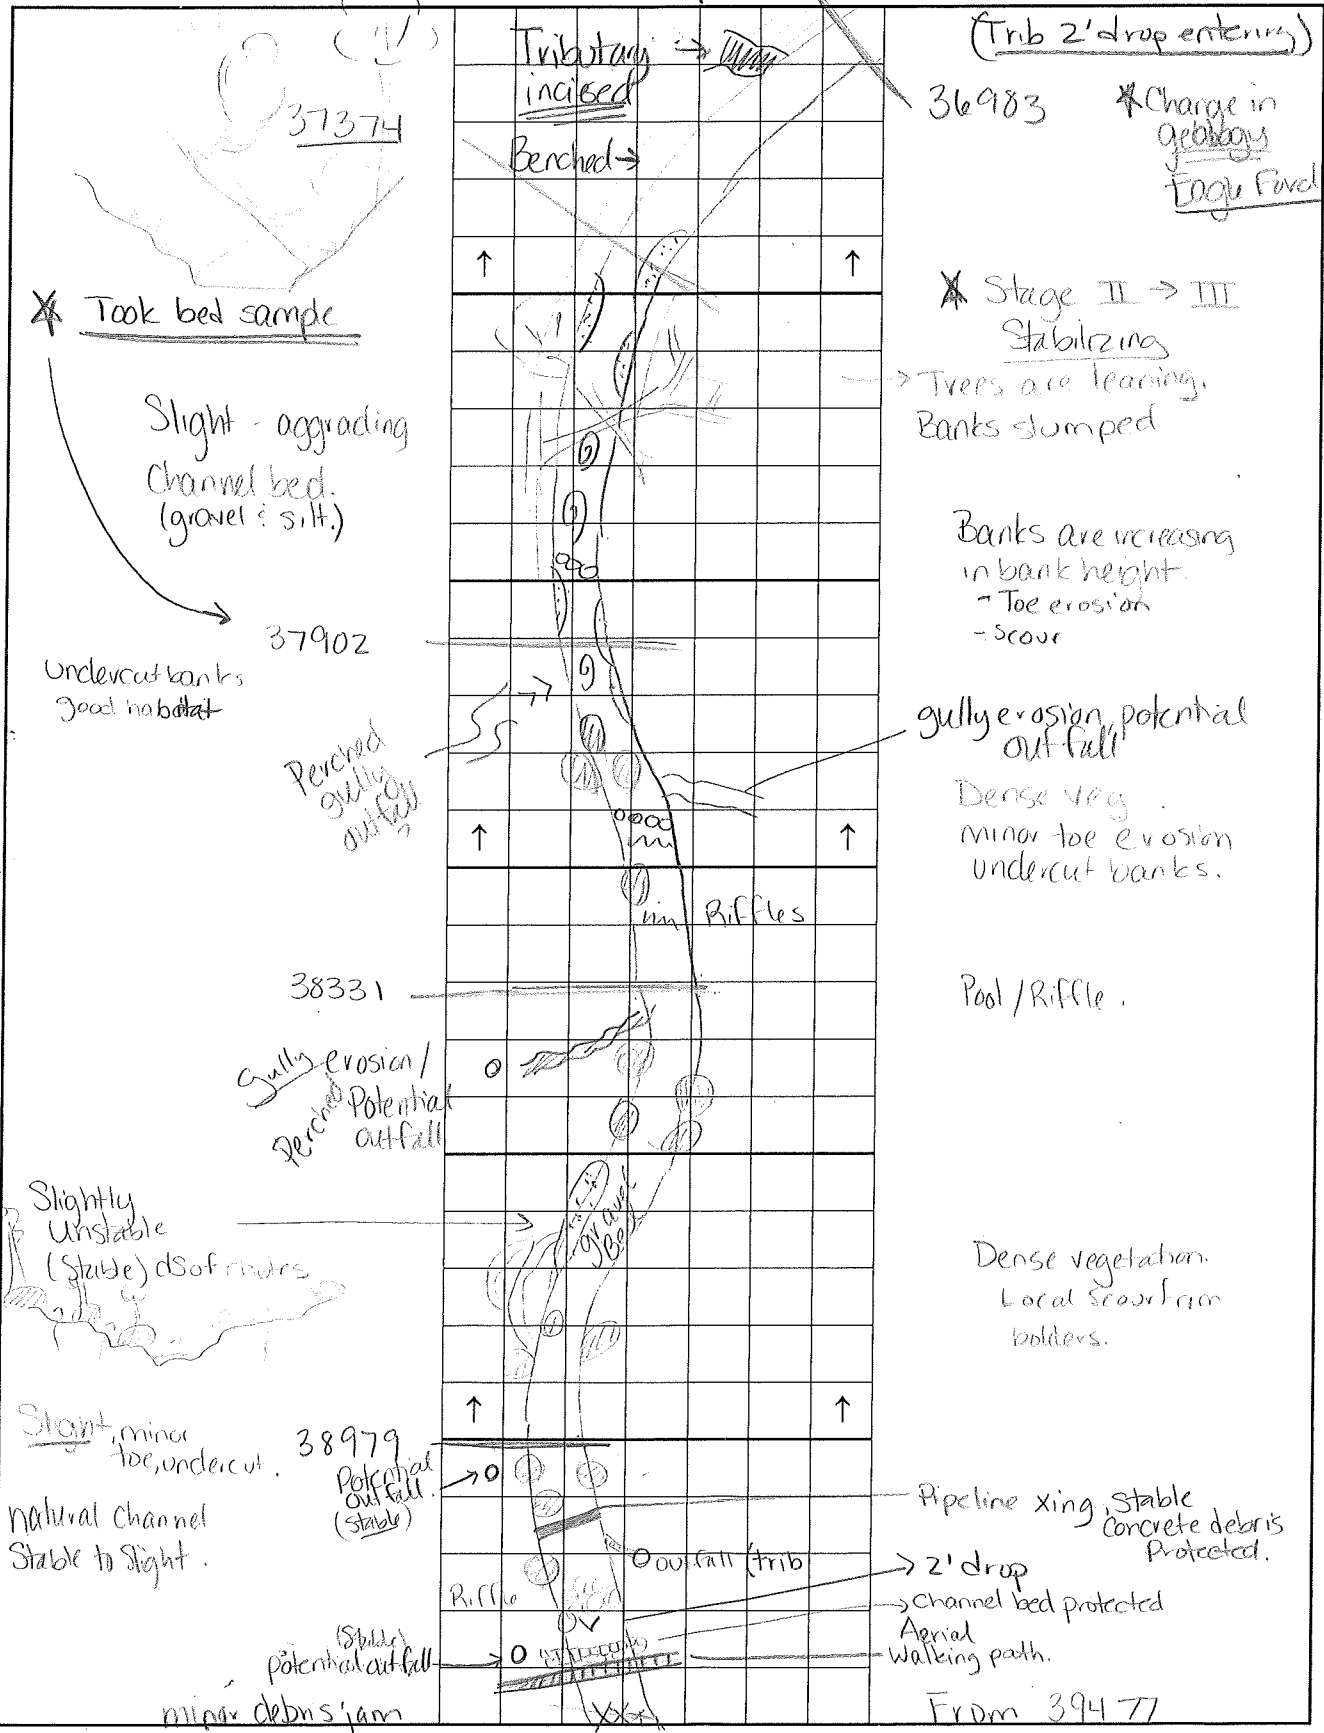 (Trib 2' drop entering)
Tributary →
incised
37374
36983
Change in
geology
Benched →
↑ ↑
Took bed sample
Stage II → III
Stabilizing
→ Trees are leaning.
Banks slumped
Slight - aggrading
Channel bed.
(gravel & silt.)
Banks are increasing
in bank height.
- Toe erosion
- Scour
37902
Undercut banks
good habitat
gully erosion, potential
outfall
Perched
gully
outfall
?
Dense veg.
minor toe erosion
undercut banks.
↑ ↑
Riffles
38331
Pool / Riffle.
Gully erosion /
Perched Potential
outfall
Slightly
Unstable
(Stable) ds of
gravel
Bed
Dense vegetation.
Local Scour from
bolders.
↑ ↑
Slight, minor
toe, undercut.
38979
Potential
outfall.
(Stable)
natural channel
Stable to Slight.
Pipeline xing, Stable
Concrete debris
Protected.
outfall (trib
→ 2' drop
Riffle
→ Channel bed protected
Aerial
Walking path.
(Stable)
potential outfall
minor debris jam
XXX
From 39477